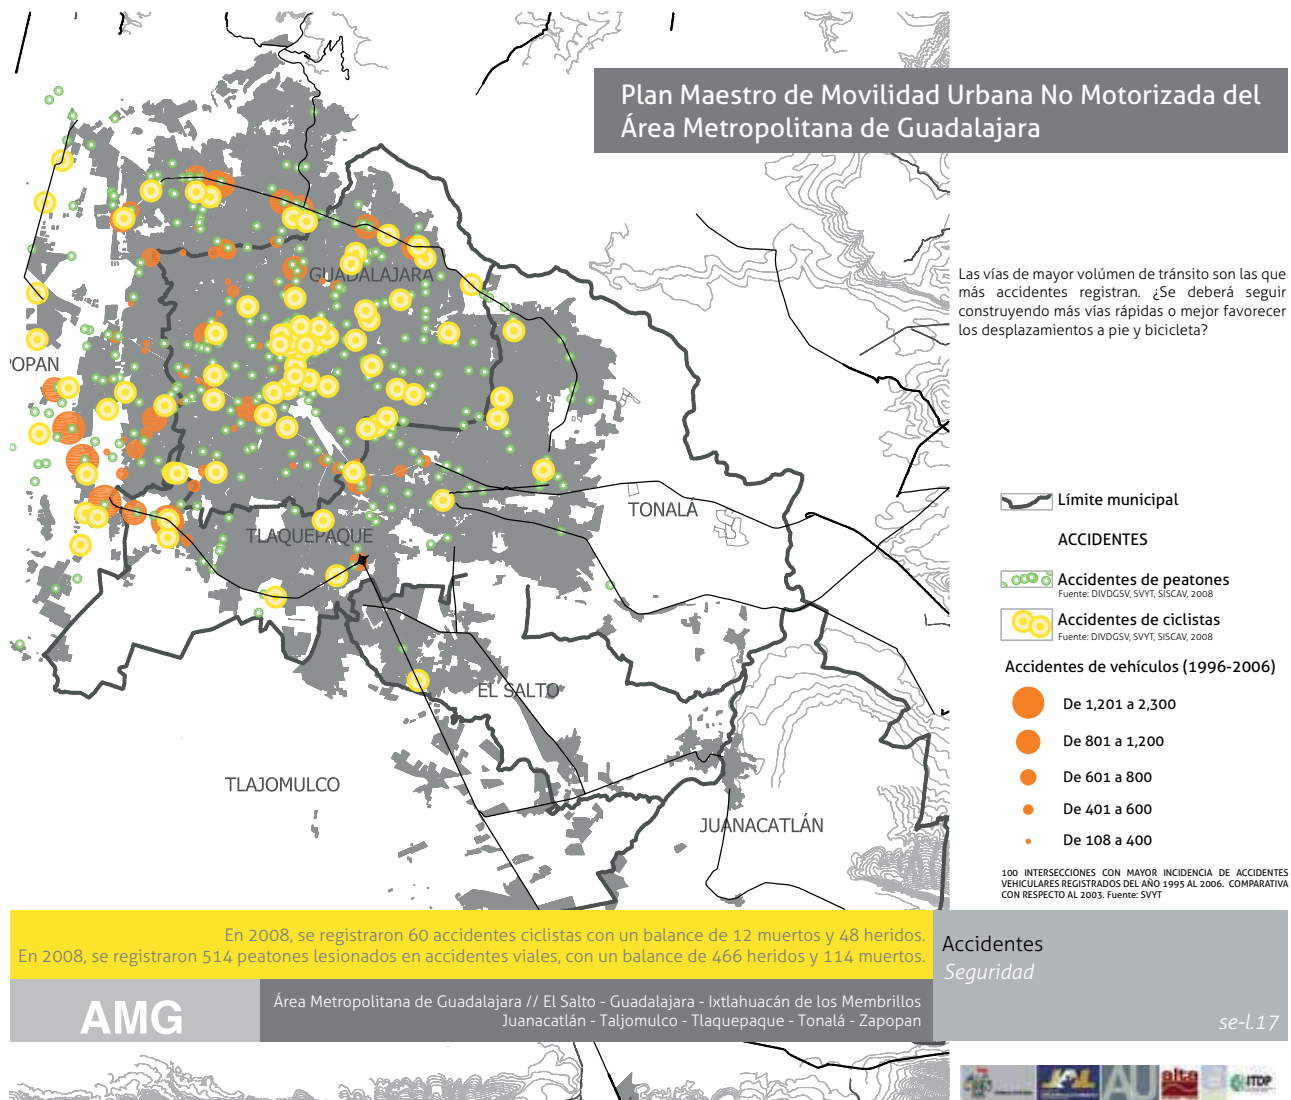 Plan Maestro de Movilidad Urbana No Motorizada del
Área Metropolitana de Guadalajara
Las vías de mayor volúmen de tránsito son las que
más accidentes registran. ¿Se deberá seguir
construyendo más vías rápidas o mejor favorecer
los desplazamientos a pie y bicicleta?
GUADALAJARA
OPAN
TONALÁ
TLAQUEPAQUE
EL SALTO
TLAJOMULCO
JUANACATLÁN
Límite municipal
ACCIDENTES
Accidentes de peatones
Fuente: DIVDGSV, SVYT, SISCAV, 2008
Accidentes de ciclistas
Fuente: DIVDGSV, SVYT, SISCAV, 2008
Accidentes de vehículos (1996-2006)
De 1,201 a 2,300
De 801 a 1,200
De 601 a 800
De 401 a 600
De 108 a 400
100 INTERSECCIONES CON MAYOR INCIDENCIA DE ACCIDENTES
VEHICULARES REGISTRADOS DEL AÑO 1995 AL 2006. COMPARATIVA
CON RESPECTO AL 2003. Fuente: SVYT
En 2008, se registraron 60 accidentes ciclistas con un balance de 12 muertos y 48 heridos.
En 2008, se registraron 514 peatones lesionados en accidentes viales, con un balance de 466 heridos y 114 muertos.
Accidentes
Seguridad
se-l.17
AMG
Área Metropolitana de Guadalajara // El Salto - Guadalajara - Ixtlahuacán de los Membrillos
Juanacatlán - Taljomulco - Tlaquepaque - Tonalá - Zapopan
AU
alta
ITDP